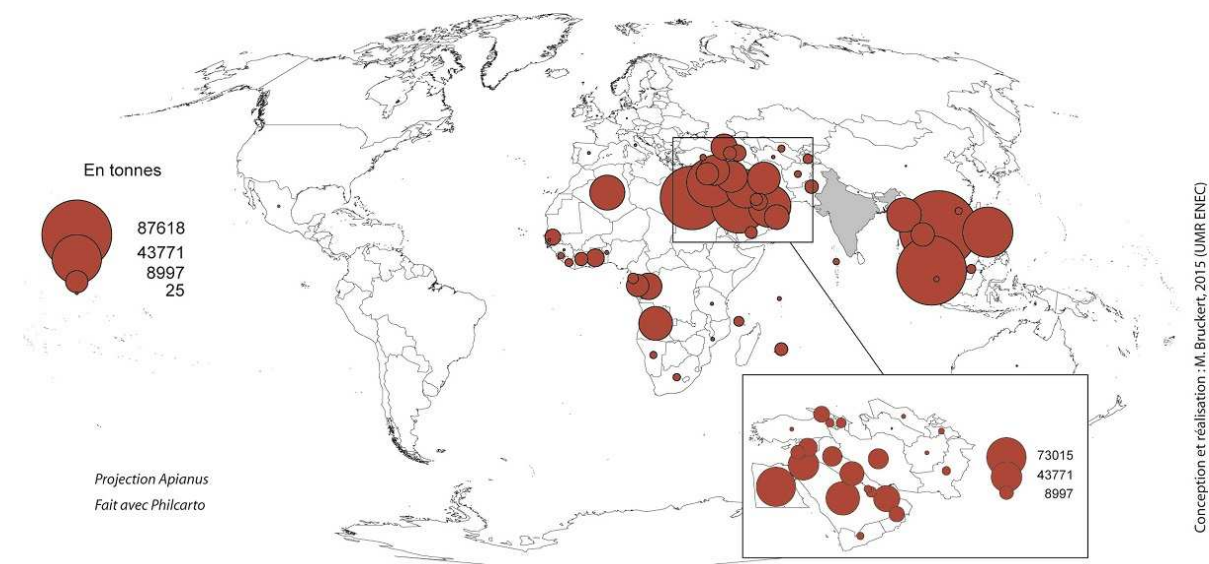 En tonnes
87618
43771
8997
25
Projection Apianus
Fait avec Philcarto
73015
43771
8997
Conception et réalisation : M. Bruckert, 2015 (UMR ENEC)